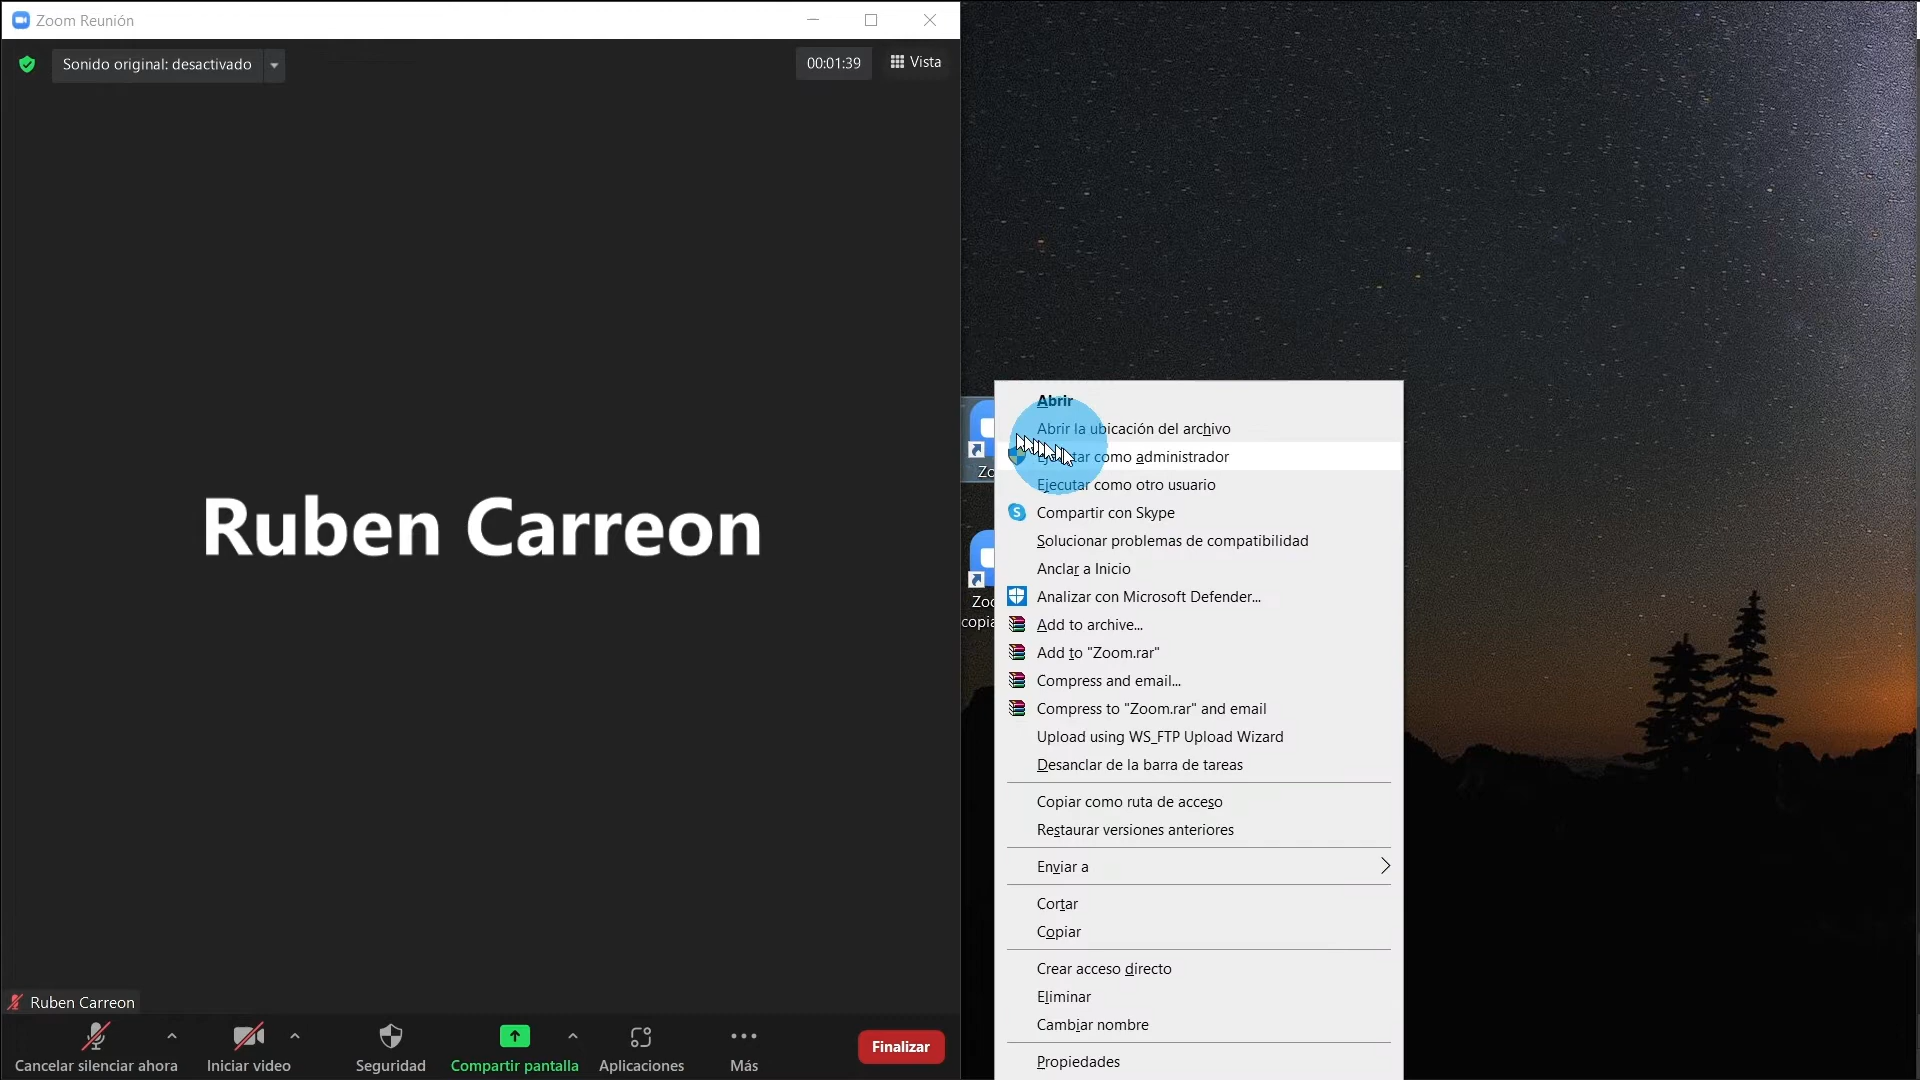 Zoom Reunión
Sonido original: desactivado
00:01:39
Vista
Ruben Carreon
Ruben Carreon
Cancelar silenciar ahora
Iniciar video
Seguridad
Compartir pantalla
Aplicaciones
Más
Finalizar
Zo
Zoo
copia
Abrir
Abrir la ubicación del archivo
Ejecutar como administrador
Ejecutar como otro usuario
S
Compartir con Skype
Solucionar problemas de compatibilidad
Anclar a Inicio
Analizar con Microsoft Defender...
Add to archive...
Add to "Zoom.rar"
Compress and email...
Compress to "Zoom.rar" and email
Upload using WS_FTP Upload Wizard
Desanclar de la barra de tareas
Copiar como ruta de acceso
Restaurar versiones anteriores
Enviar a
Cortar
Copiar
Crear acceso directo
Eliminar
Cambiar nombre
Propiedades